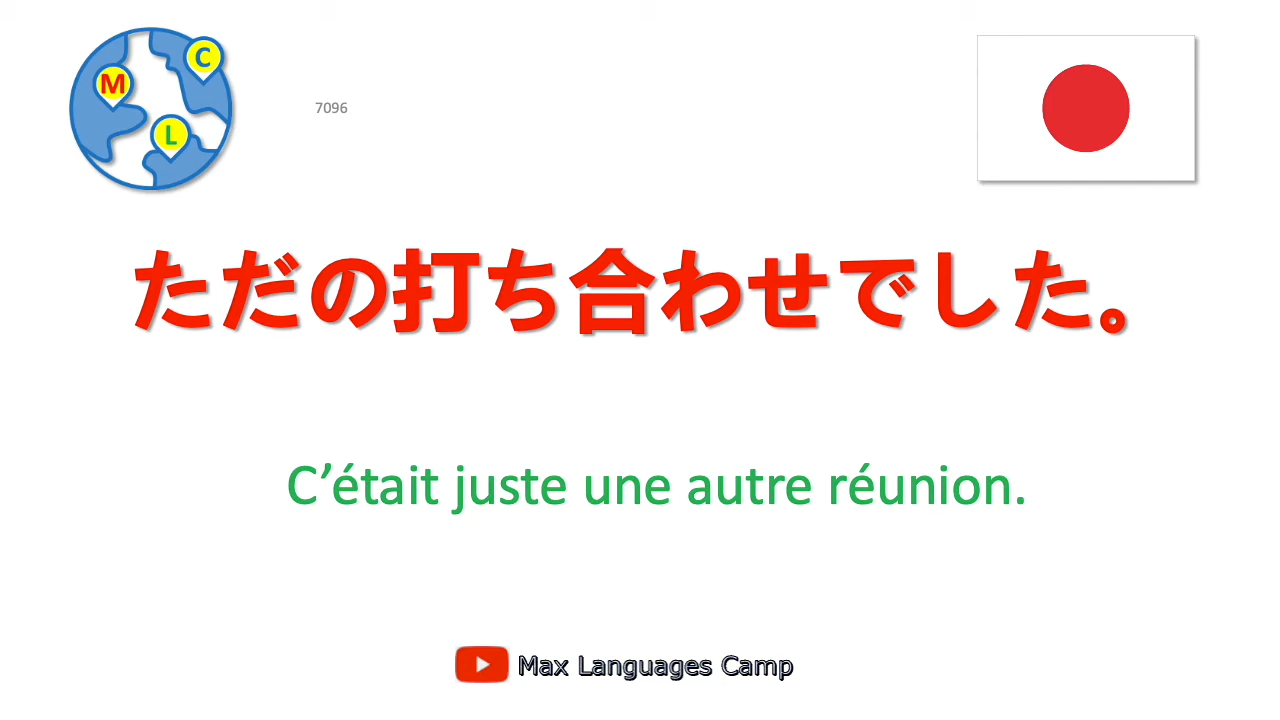 M
C
L
7096
ただの打ち合わせでした。
C’était juste une autre réunion.
Max Languages Camp